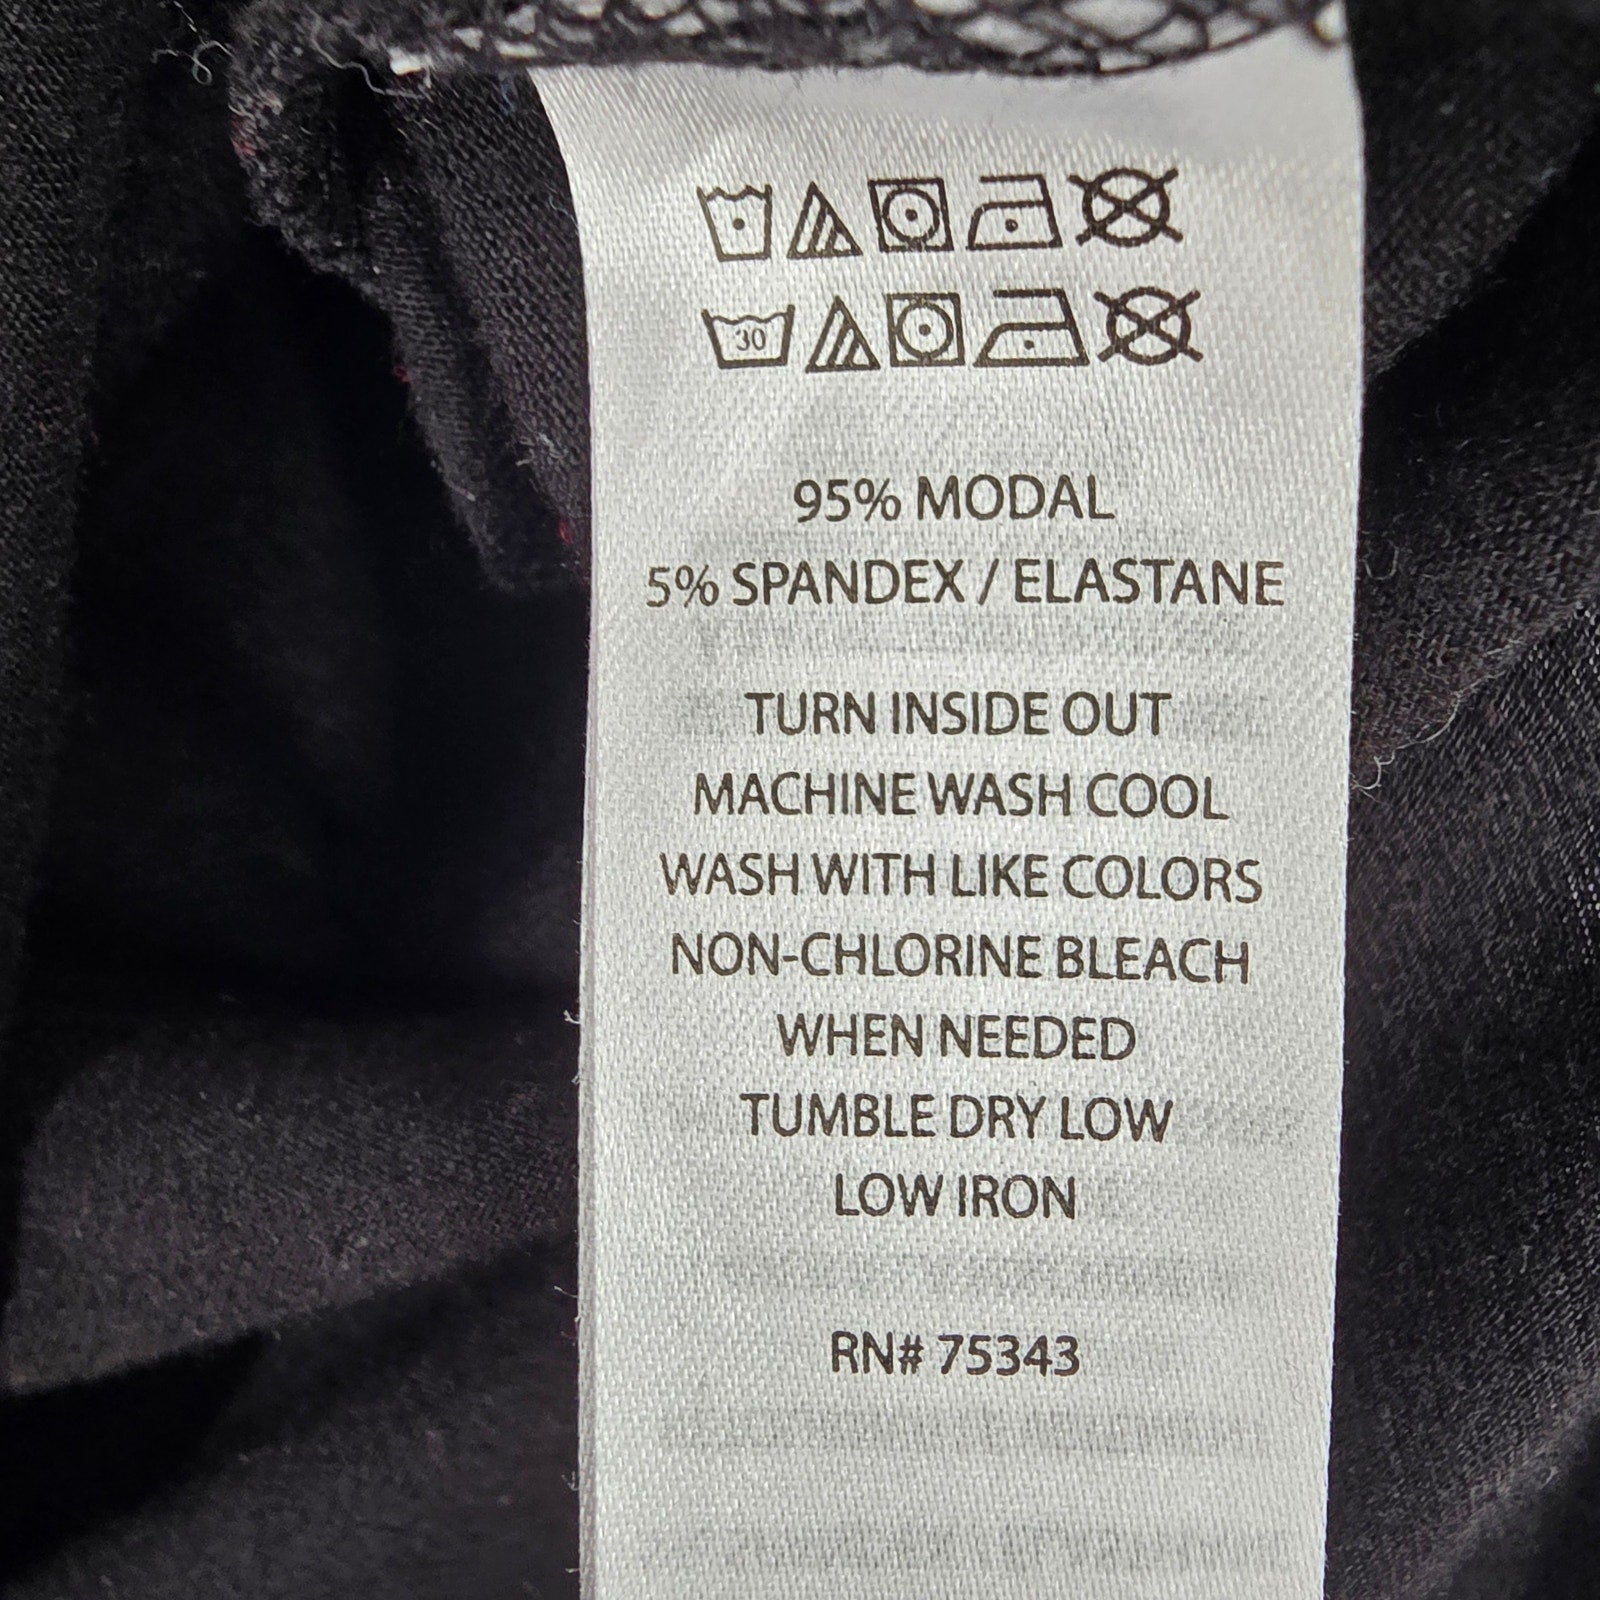 30
95% MODAL
5% SPANDEX / ELASTANE
TURN INSIDE OUT
MACHINE WASH COOL
WASH WITH LIKE COLORS
NON-CHLORINE BLEACH
WHEN NEEDED
TUMBLE DRY LOW
LOW IRON
RN# 75343